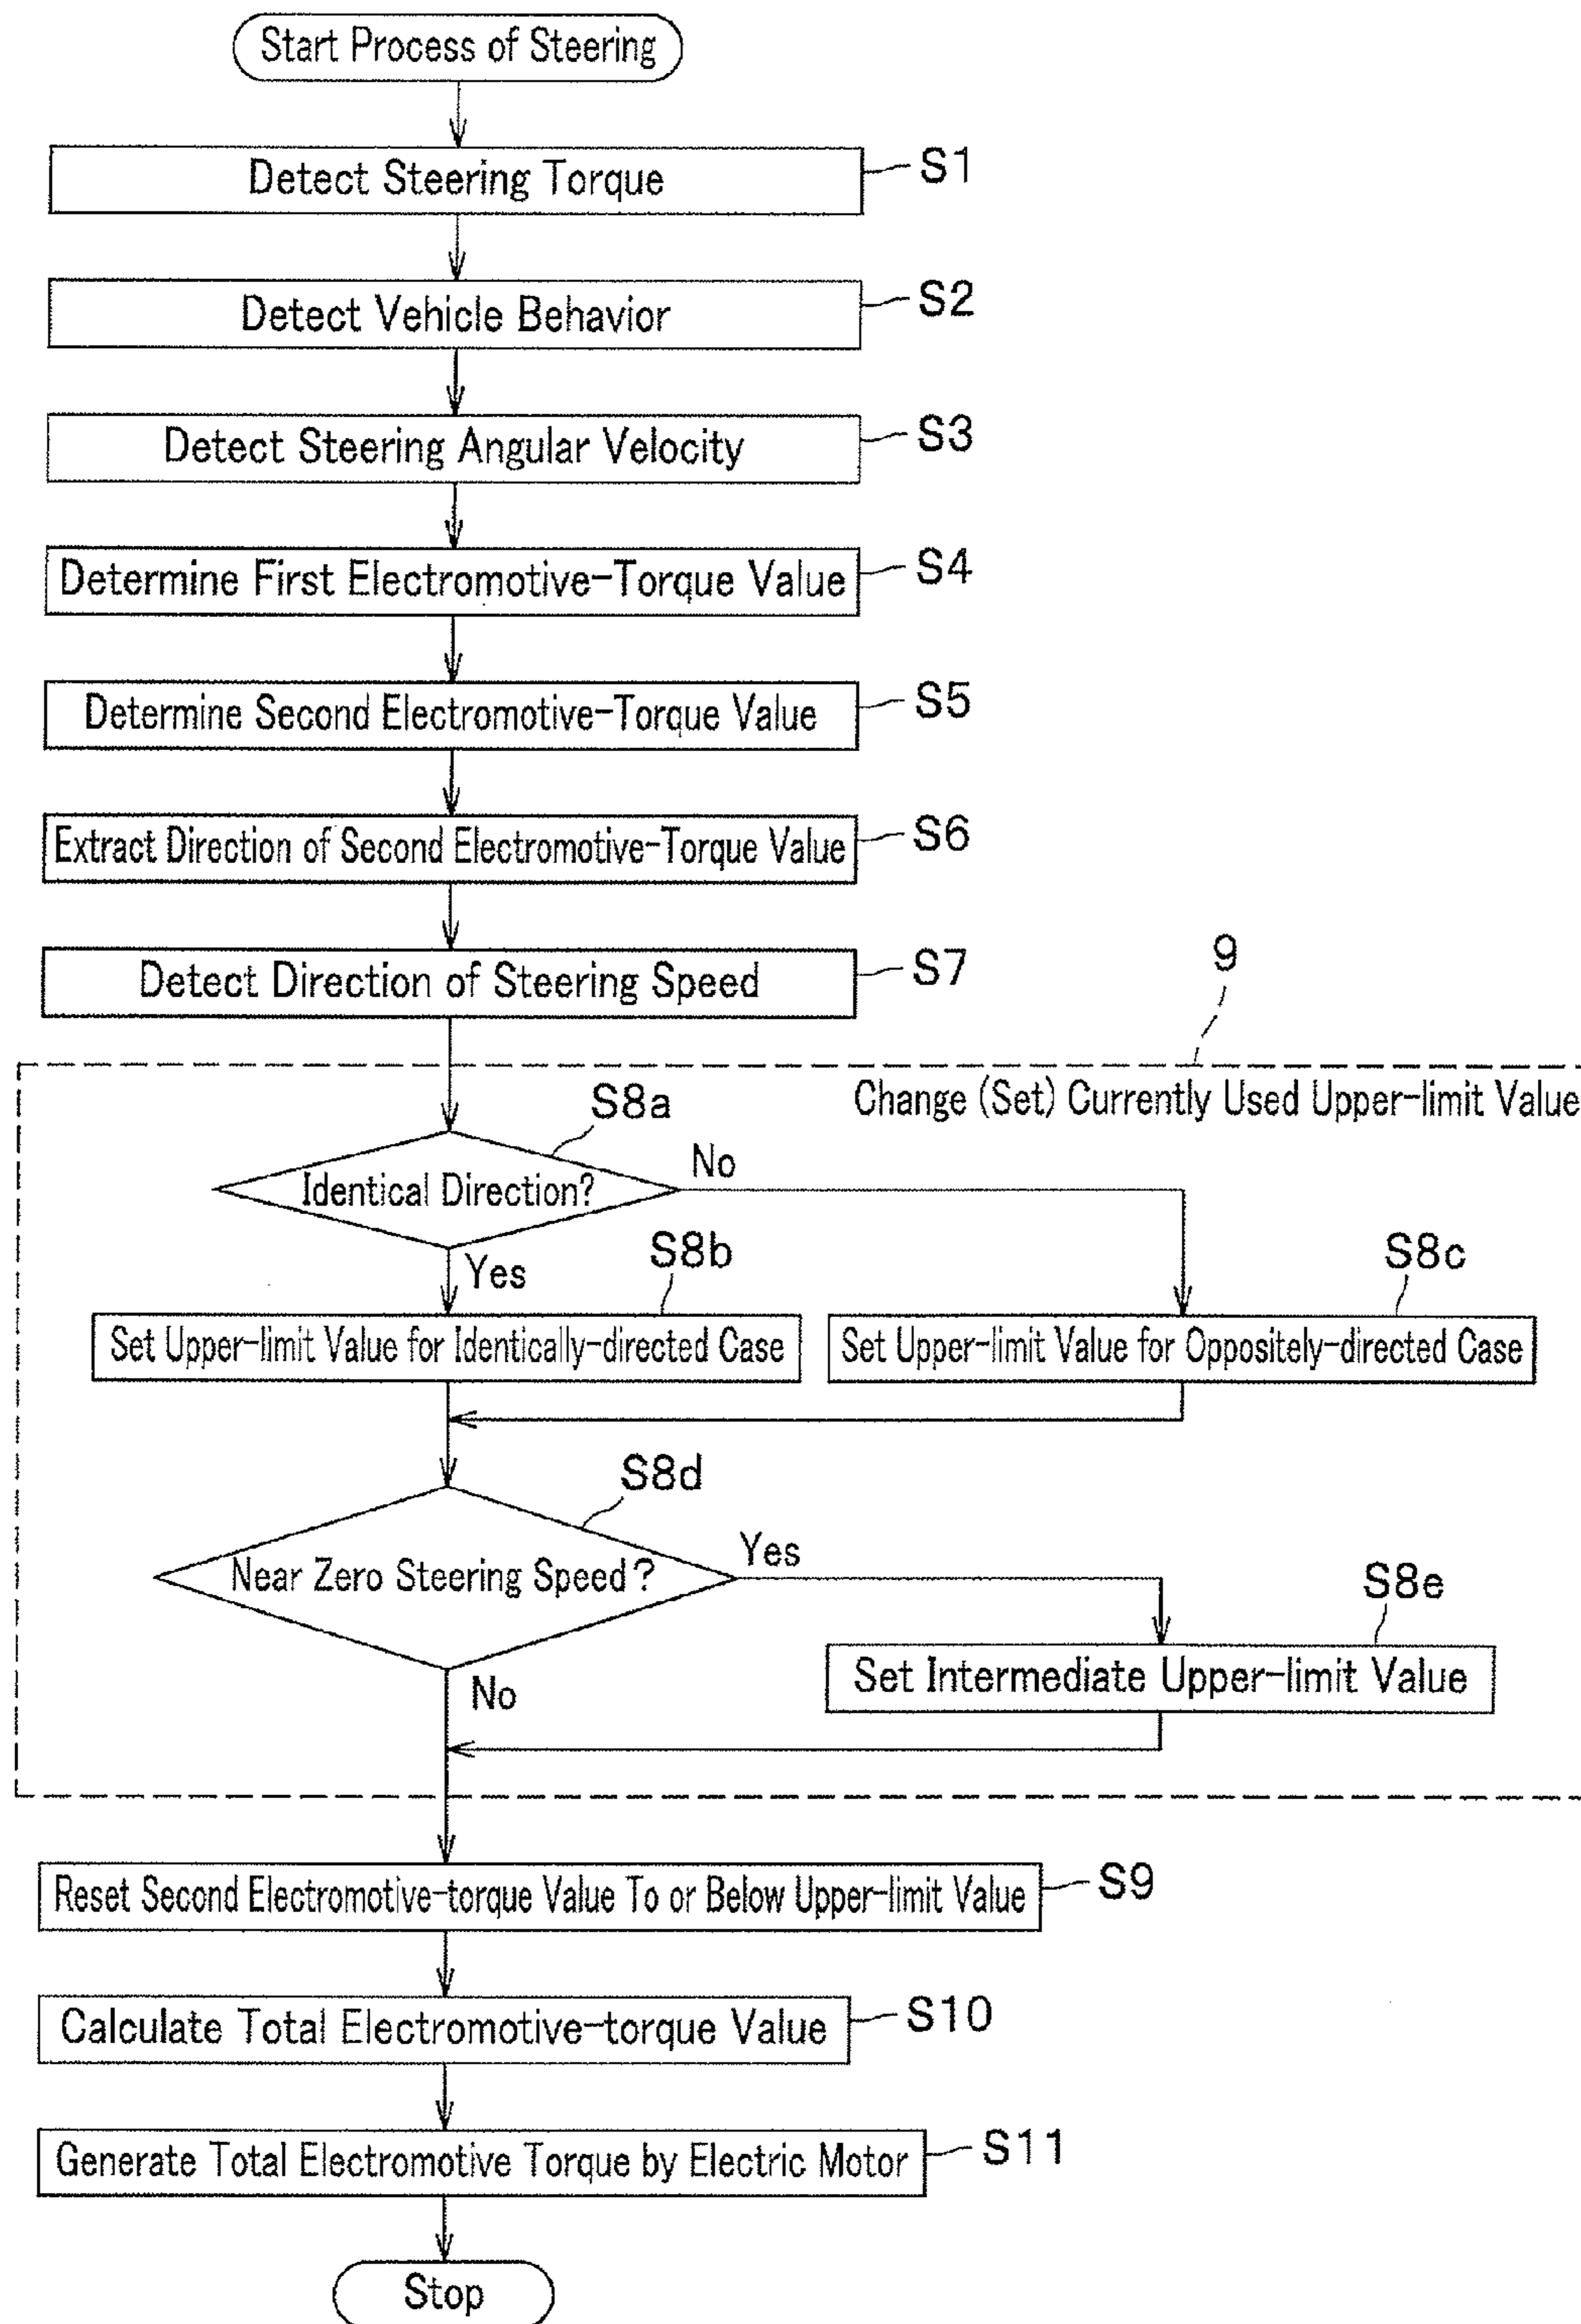 Start Process of Steering
Detect Steering Torque
S1
Detect Vehicle Behavior
S2
Detect Steering Angular Velocity
S3
Determine First Electromotive-Torque Value
S4
Determine Second Electromotive-Torque Value
S5
Extract Direction of Second Electromotive-Torque Value
S6
Detect Direction of Steering Speed
S7
9
Change (Set) Currently Used Upper-limit Value
S8a
Identical Direction?
No
Yes
S8b
S8c
Set Upper-limit Value for Identically-directed Case
Set Upper-limit Value for Oppositely-directed Case
S8d
Near Zero Steering Speed?
Yes
S8e
Set Intermediate Upper-limit Value
No
Reset Second Electromotive-torque Value To or Below Upper-limit Value
S9
Calculate Total Electromotive-torque Value
S10
Generate Total Electromotive Torque by Electric Motor
S11
Stop